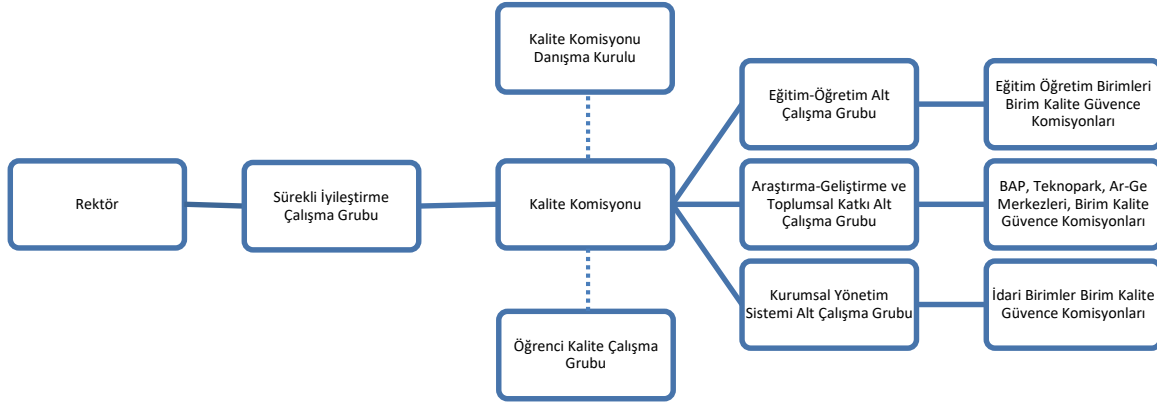 Kalite Komisyonu
Danışma Kurulu
Eğitim-Öğretim Alt
Çalışma Grubu
Eğitim Öğretim Birimleri
Birim Kalite Güvence
Komisyonları
Rektör
Sürekli İyileştirme
Çalışma Grubu
Kalite Komisyonu
Araştırma-Geliştirme ve
Toplumsal Katkı Alt
Çalışma Grubu
BAP, Teknopark, Ar-Ge
Merkezleri, Birim Kalite
Güvence Komisyonları
Kurumsal Yönetim
Sistemi Alt Çalışma Grubu
İdari Birimler Birim Kalite
Güvence Komisyonları
Öğrenci Kalite Çalışma
Grubu